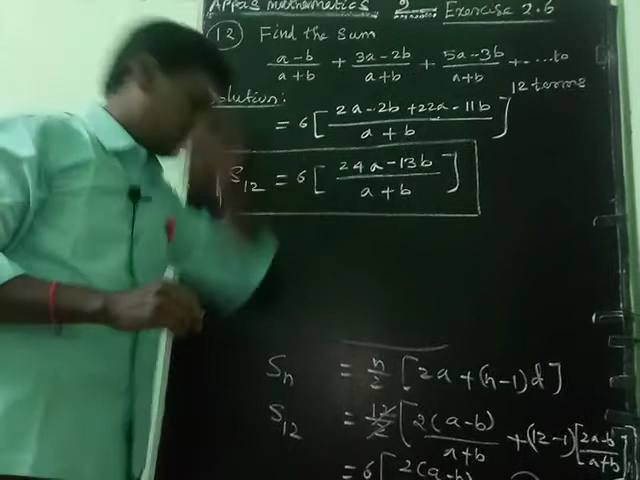 Appas mathematics 2 Exercise 2.6
12 Find the sum
(a-b)/(a+b) + (3a-2b)/(a+b) + (5a-3b)/(a+b) + ....to 12 terms
Solution:
= 6[ (2a-2b+22a-11b)/(a+b) ]
S₁₂ = 6[ (24a-13b)/(a+b) ]
Sₙ = n/2 [2a+(n-1)d]
S₁₂ = 12/2 [ 2(a-b)/(a+b) + (12-1)[(2a-b)/(a+b)] ]
= 6[ 2(a-b)